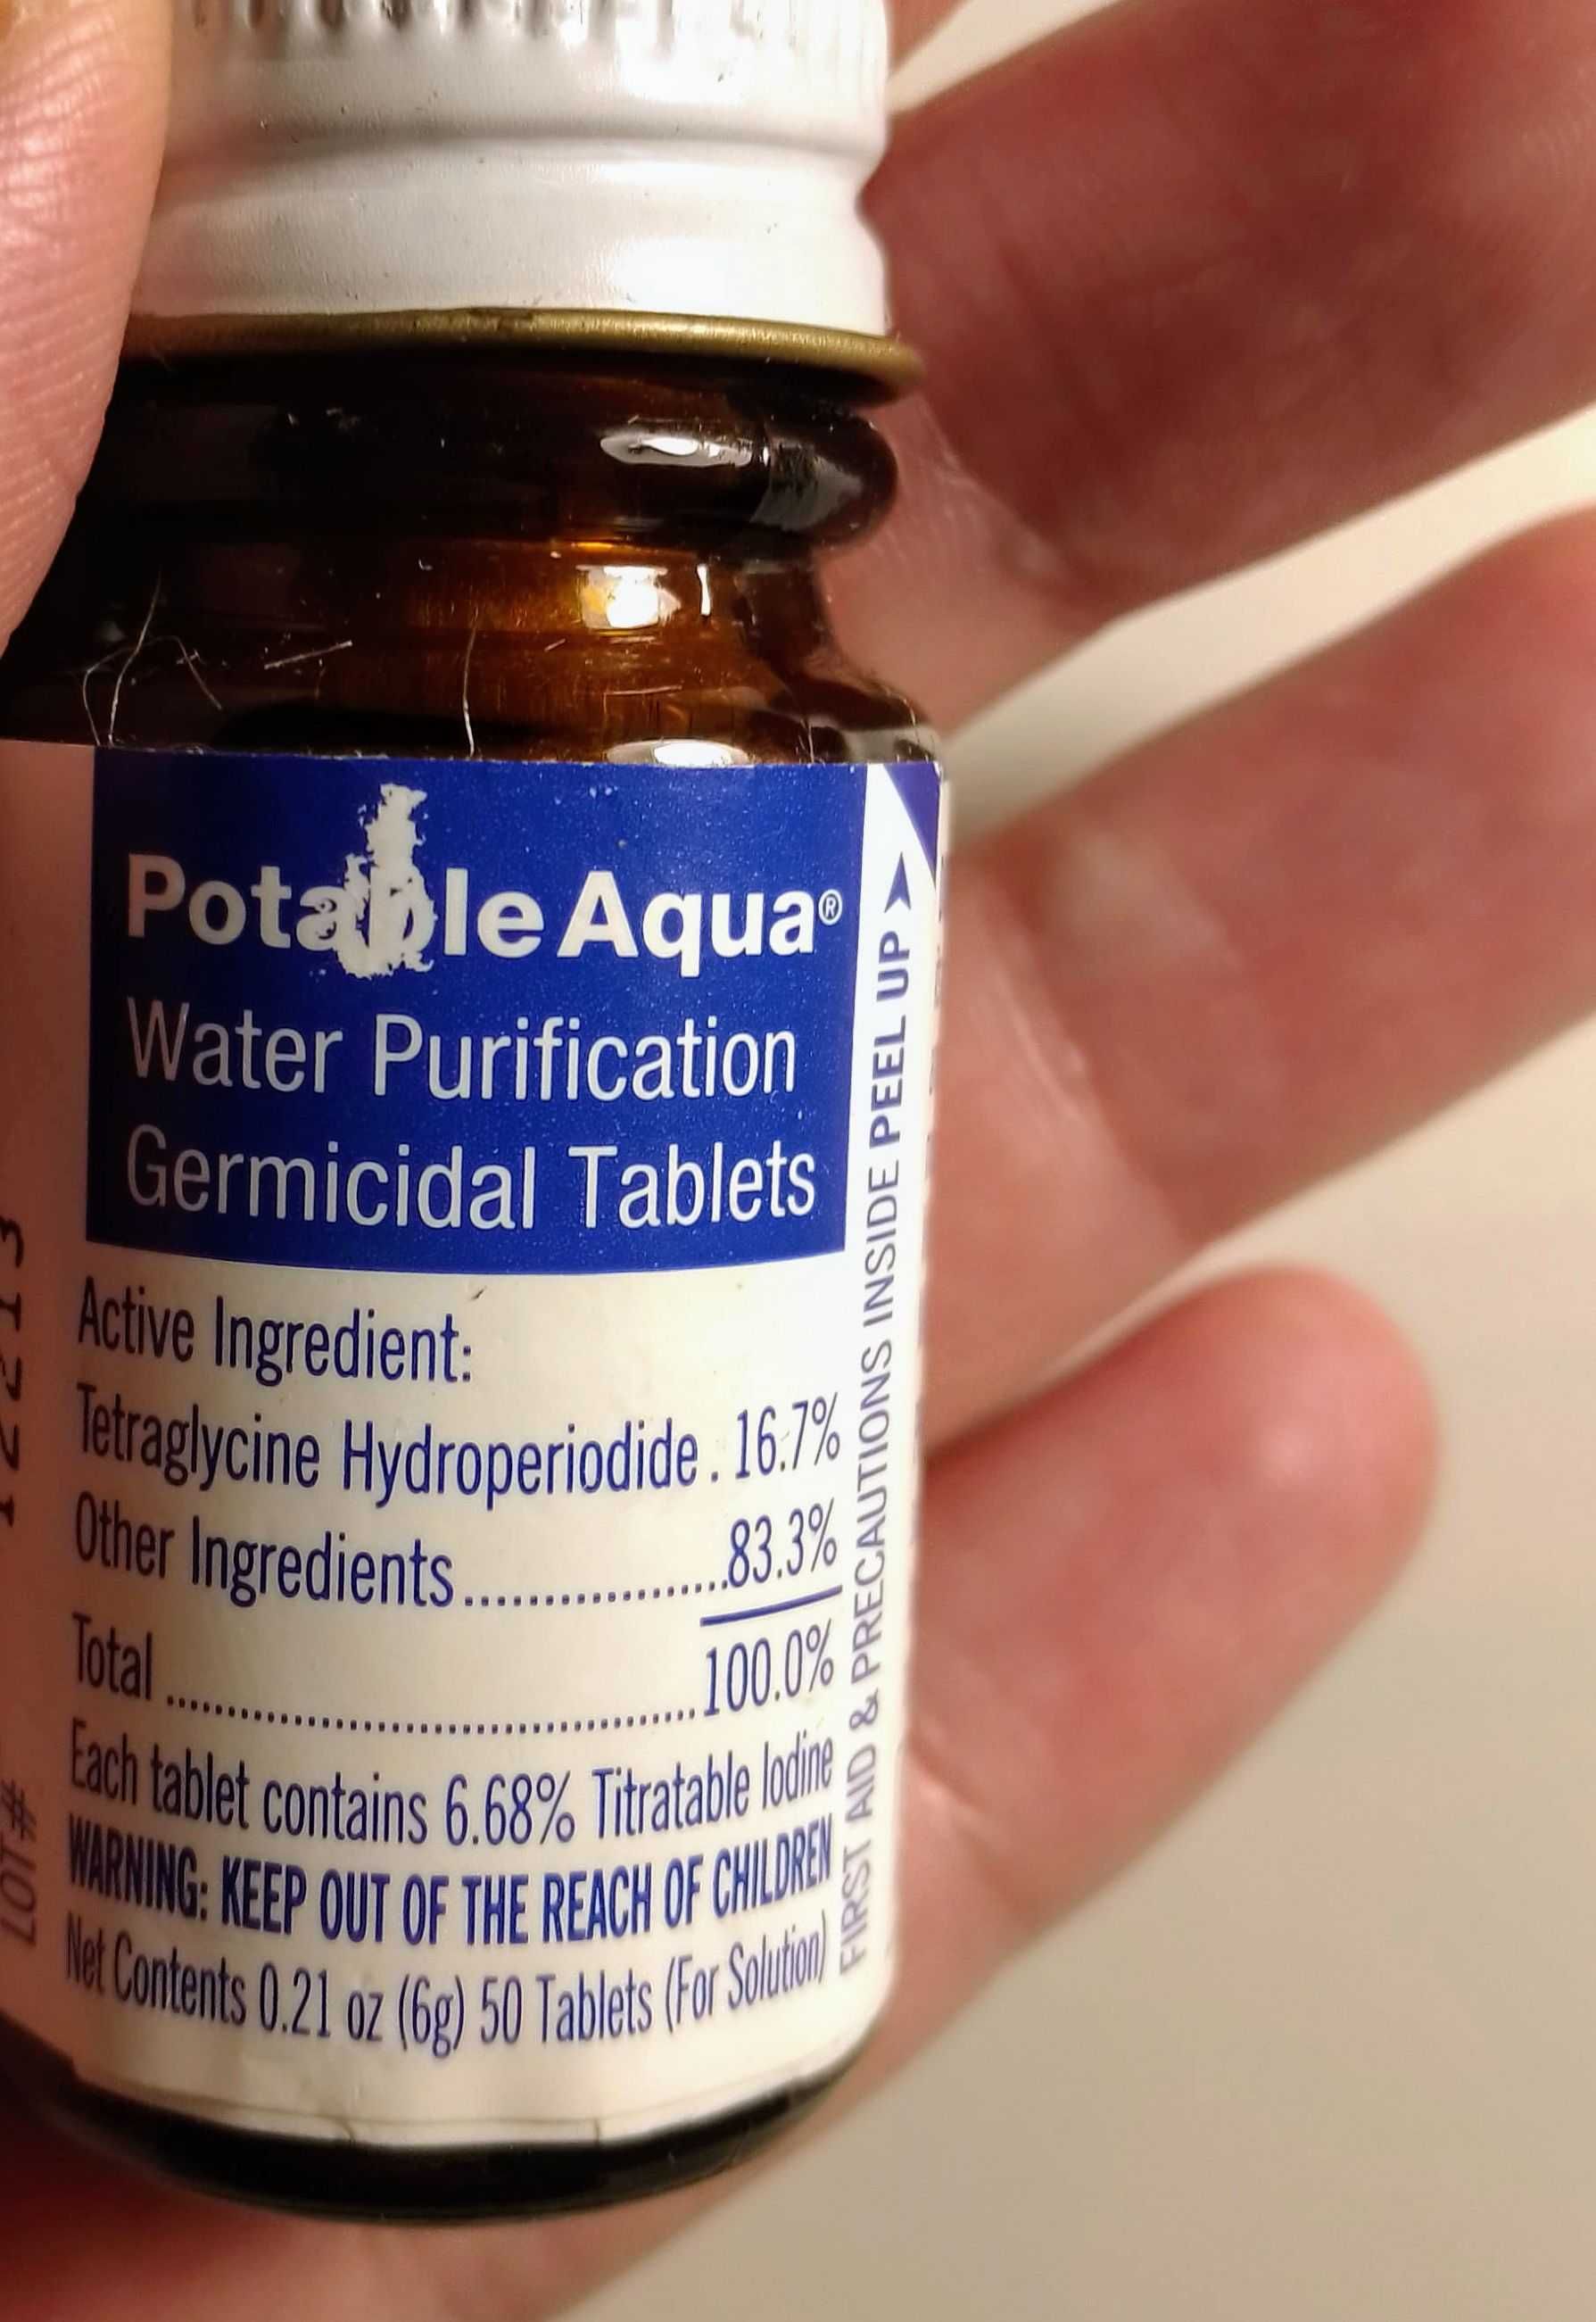 Potable Aqua®
Water Purification
Germicidal Tablets
Active Ingredient:
Tetraglycine Hydroperiodide . 16.7%
Other Ingredients..................83.3%
Total ....................................100.0%
Each tablet contains 6.68% Titratable Iodine
WARNING: KEEP OUT OF THE REACH OF CHILDREN
Net Contents 0.21 oz (6g) 50 Tablets (For Solution)
FIRST AID & PRECAUTIONS INSIDE PEEL UP
LOT#